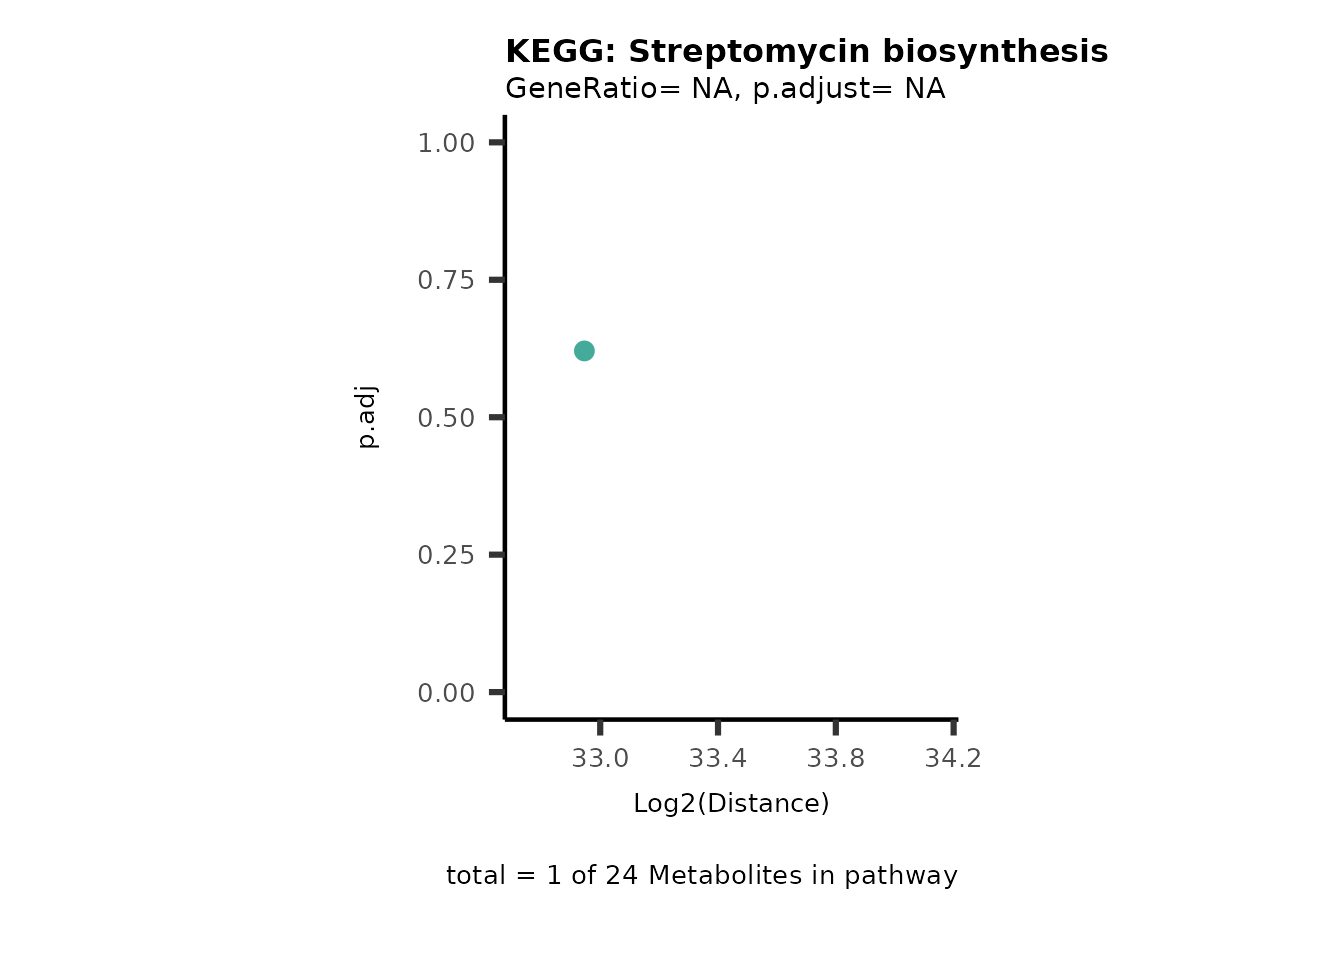 KEGG: Streptomycin biosynthesis
GeneRatio= NA, p.adjust= NA
1.00
0.75
0.50
0.25
0.00
p.adj
33.0 33.4 33.8 34.2
Log2(Distance)
total = 1 of 24 Metabolites in pathway